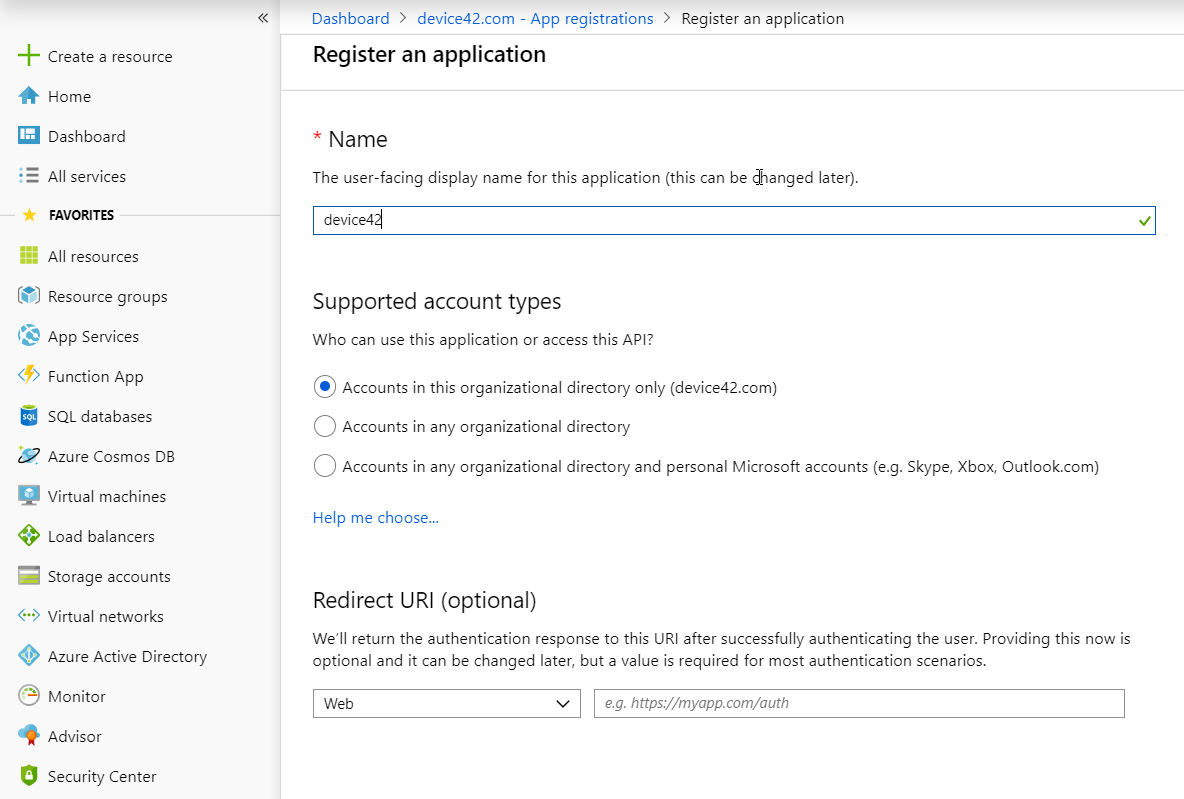 «
Dashboard > device42.com - App registrations > Register an application
Create a resource
Home
Dashboard
All services
FAVORITES
All resources
Resource groups
App Services
Function App
SQL
SQL databases
Azure Cosmos DB
Virtual machines
Load balancers
Storage accounts
Virtual networks
Azure Active Directory
Monitor
Advisor
Security Center
Register an application
* Name
The user-facing display name for this application (this can be changed later).
device42
Supported account types
Who can use this application or access this API?
Accounts in this organizational directory only (device42.com)
Accounts in any organizational directory
Accounts in any organizational directory and personal Microsoft accounts (e.g. Skype, Xbox, Outlook.com)
Help me choose...
Redirect URI (optional)
We'll return the authentication response to this URI after successfully authenticating the user. Providing this now is
optional and it can be changed later, but a value is required for most authentication scenarios.
Web
e.g. https://myapp.com/auth